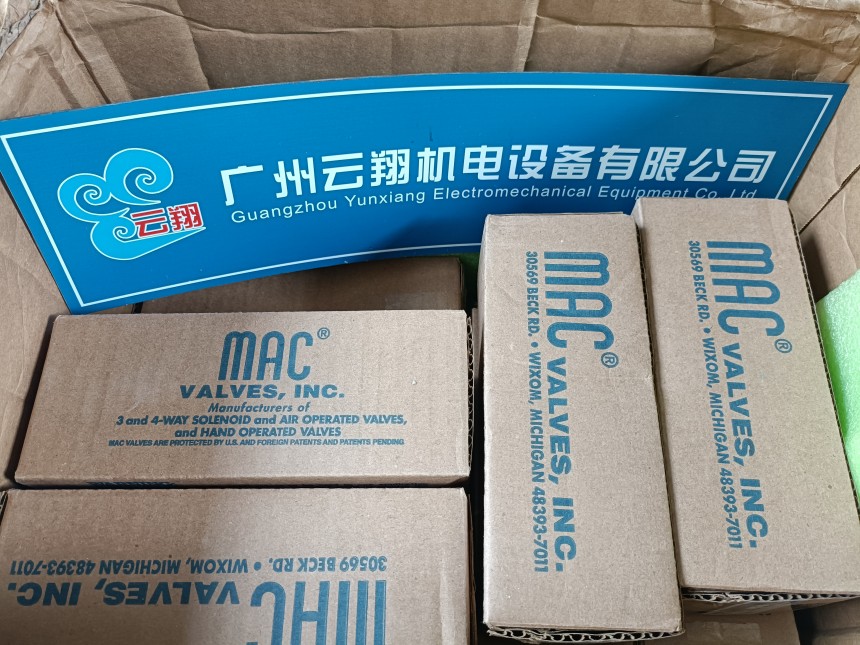 云翔
广州云翔机电设备有限公司
Guangzhou Yunxiang Electromechanical Equipment Co., Ltd
MAC®
VALVES, INC.
Manufacturers of
3 and 4-WAY SOLENOID and AIR OPERATED VALVES,
and HAND OPERATED VALVES
MAC VALVES ARE PROTECTED BY U.S. AND FOREIGN PATENTS AND PATENTS PENDING
MAC® VALVES, INC.
30569 BECK RD. • WIXOM, MICHIGAN 48393-7011
MAC® VALVES, INC.
30569 BECK RD. • WIXOM, MICHIGAN 48393-7011
MAC VALVES, INC.
30569 BECK RD. • WIXOM, MICHIGAN 48393-7011